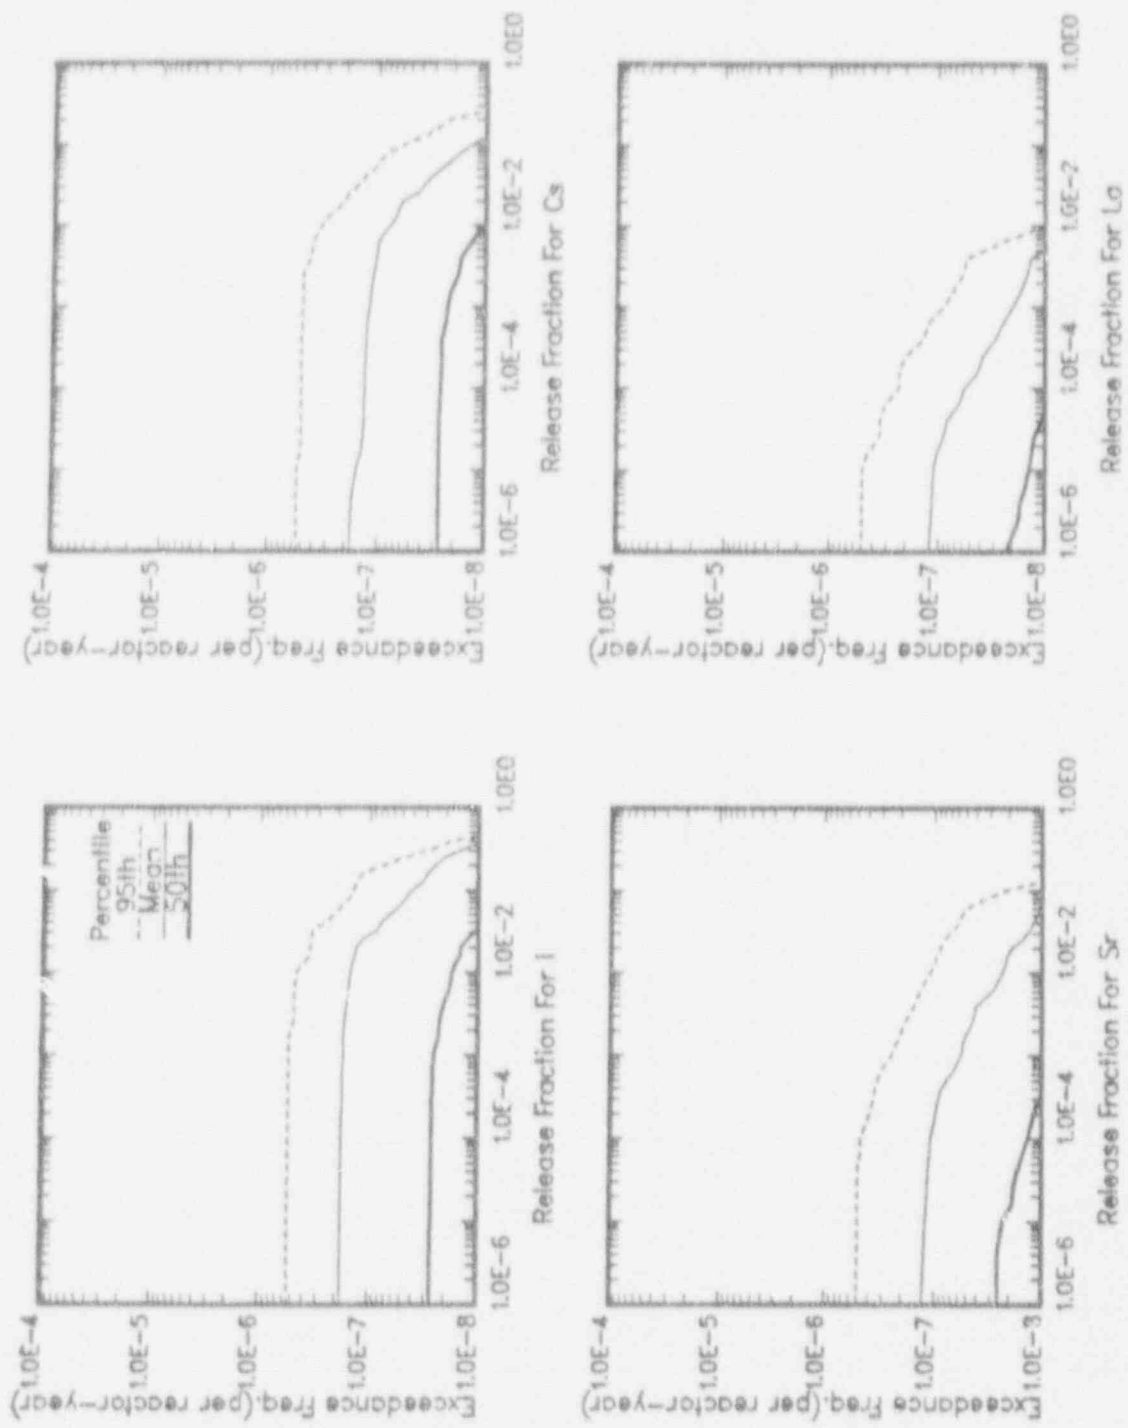 1.0E-4
1.0E-5
1.0E-6
1.0E-7
1.0E-8
Exceedance Freq.(per reactor-year)
Percentile
95th
Mean
50th
1.0E-6
1.0E-4
1.0E-2
1.0E0
Release Fraction For I
1.0E-4
1.0E-5
1.0E-6
1.0E-7
1.0E-8
Exceedance Freq.(per reactor-year)
1.0E-6
1.0E-4
1.0E-2
1.0E0
Release Fraction For Cs
1.0E-4
1.0E-5
1.0E-6
1.0E-7
1.0E-3
Exceedance Freq.(per reactor-year)
1.0E-6
1.0E-4
1.0E-2
1.0E0
Release Fraction For Sr
1.0E-4
1.0E-5
1.0E-6
1.0E-7
1.0E-8
Exceedance Freq.(per reactor-year)
1.0E-6
1.0E-4
1.0E-2
1.0E0
Release Fraction For La